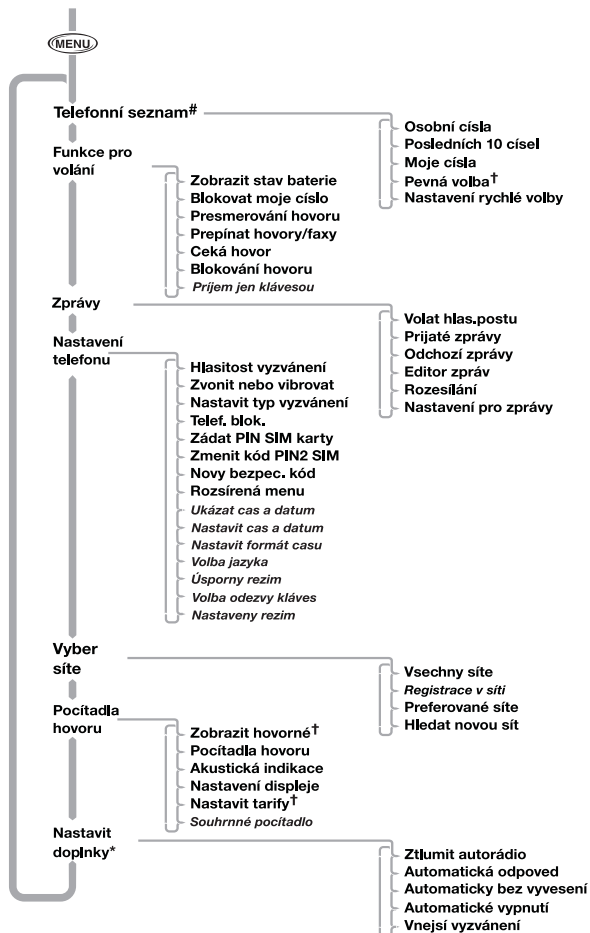 MENU
Telefonní seznam#
Osobní císla
Posledních 10 císel
Moje císla
Pevná volba†
Nastavení rychlé volby
Funkce pro
volání
Zobrazit stav baterie
Blokovat moje císlo
Presmerování hovoru
Prepínat hovory/faxy
Ceká hovor
Blokování hovoru
Príjem jen klávesou
Zprávy
Volat hlas.postu
Prijaté zprávy
Odchozí zprávy
Editor zpráv
Rozesílání
Nastavení pro zprávy
Nastavení
telefonu
Hlasitost vyzvánení
Zvonit nebo vibrovat
Nastavit typ vyzvánení
Telef. blok.
Zádat PIN SIM karty
Zmenit kód PIN2 SIM
Novy bezpec. kód
Rozsírená menu
Ukázat cas a datum
Nastavit cas a datum
Nastavit formát casu
Volba jazyka
Úsporny rezim
Volba odezvy kláves
Nastaveny rezim
Vyber
síte
Vsechny síte
Registrace v síti
Preferované síte
Hledat novou sít
Pocítadla
hovoru
Zobrazit hovorné†
Pocítadla hovoru
Akustická indikace
Nastavení displeje
Nastavit tarify†
Souhrnné pocítadlo
Nastavit
doplnky*
Ztlumit autorádio
Automatická odpoved
Automaticky bez vyvesení
Automatické vypnutí
Vnejsí vyzvánení